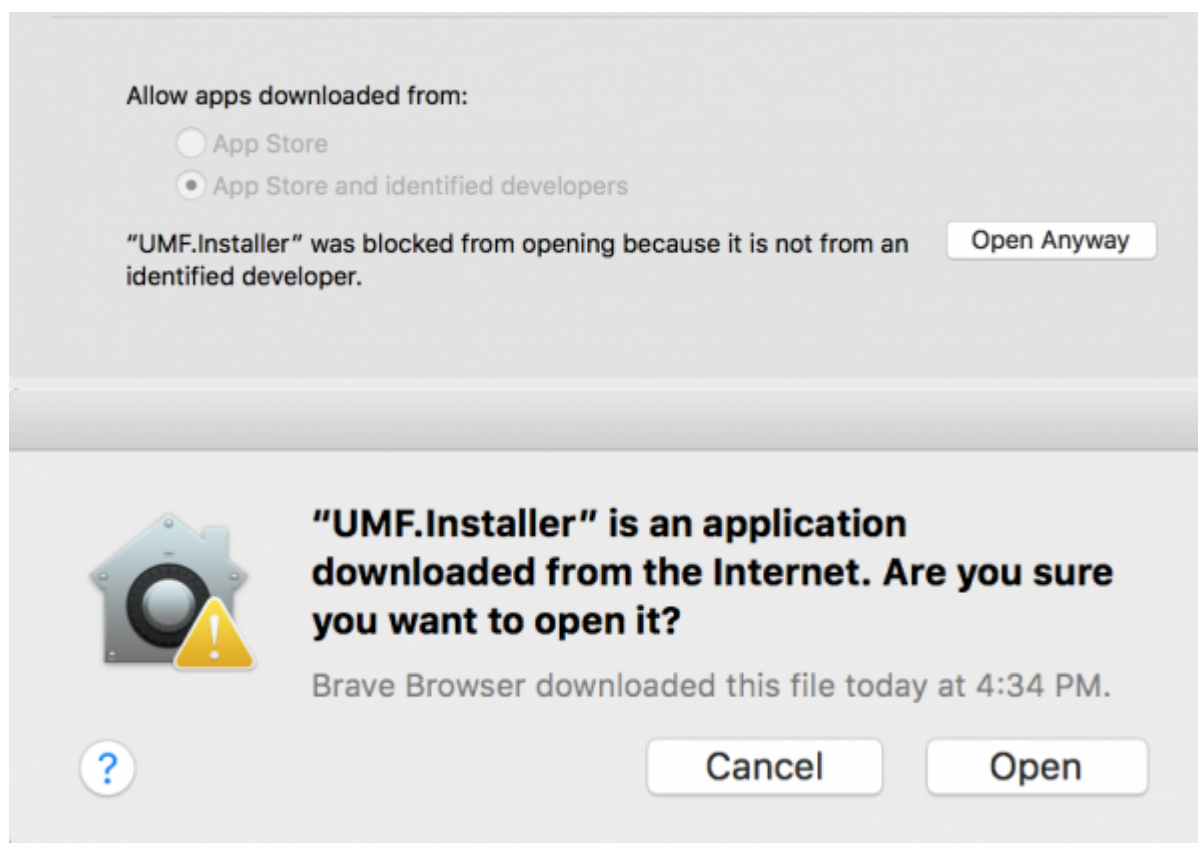 Allow apps downloaded from:
App Store
App Store and identified developers
“UMF.Installer” was blocked from opening because it is not from an
identified developer.
Open Anyway
“UMF.Installer” is an application
downloaded from the Internet. Are you sure
you want to open it?
Brave Browser downloaded this file today at 4:34 PM.
?
Cancel
Open